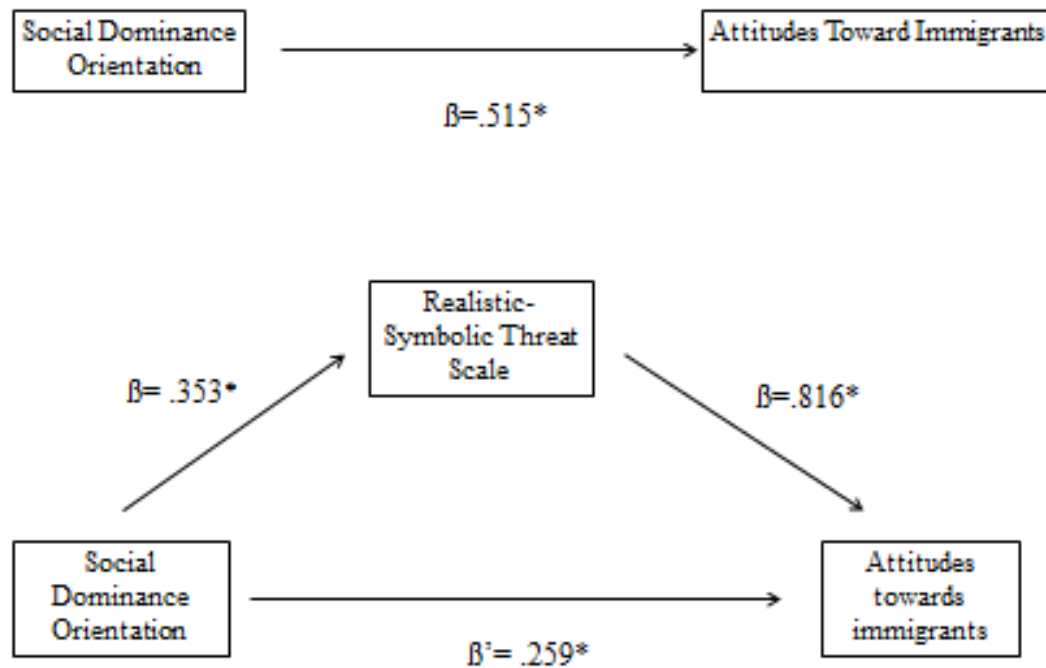 Social Dominance
Orientation
Attitudes Toward Immigrants
ß=.515*
Realistic-
Symbolic Threat
Scale
ß= .353*
ß=.816*
Social
Dominance
Orientation
Attitudes
towards
immigrants
ß’= .259*